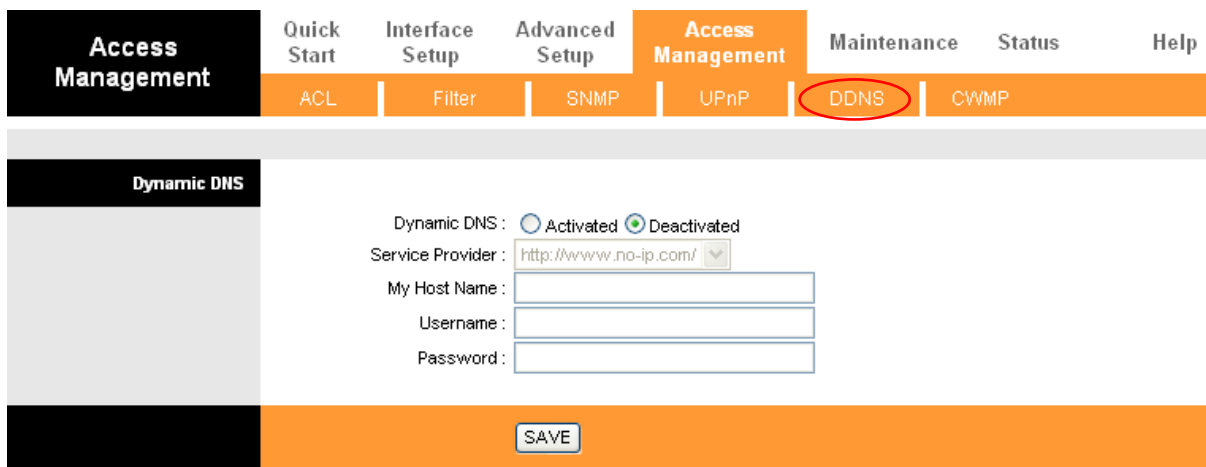 Access
Management
Quick
Start
Interface
Setup
Advanced
Setup
Access
Management
Maintenance
Status
Help
ACL
Filter
SNMP
UPnP
DDNS
CWMP
Dynamic DNS
Dynamic DNS : Activated Deactivated
Service Provider : http://www.no-ip.com/
My Host Name :
Username :
Password :
SAVE